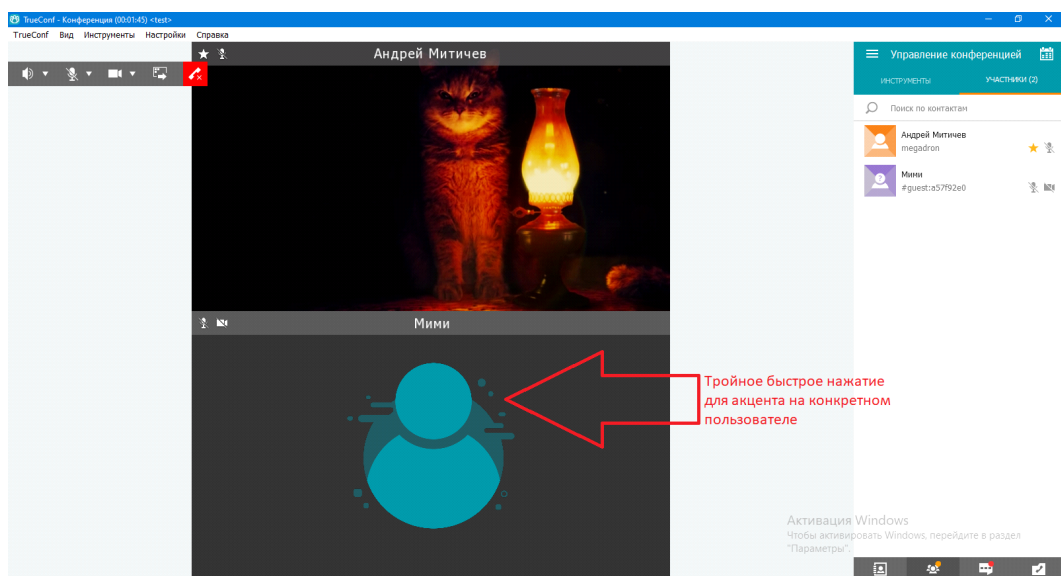 TrueConf - Конференция (00:01:45) <test>
TrueConf Вид Инструменты Настройки Справка
Андрей Митичев
Управление конференцией
ИНСТРУМЕНТЫ УЧАСТНИКИ (2)
Поиск по контактам
Андрей Митичев
megadron
Мими
#guest:a57f92e0
Мими
Тройное быстрое нажатие
для акцента на конкретном
пользователе
Активация Windows
Чтобы активировать Windows, перейдите в раздел
"Параметры".